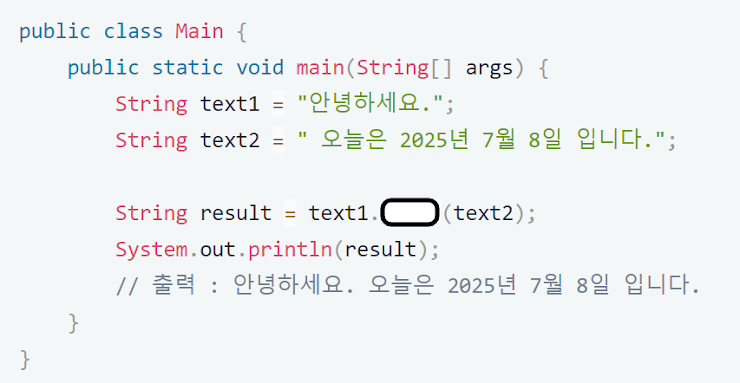 public class Main {
public static void main(String[] args) {
String text1 = "안녕하세요.";
String text2 = " 오늘은 2025년 7월 8일 입니다.";
String result = text1.(text2);
System.out.println(result);
// 출력 : 안녕하세요. 오늘은 2025년 7월 8일 입니다.
}
}